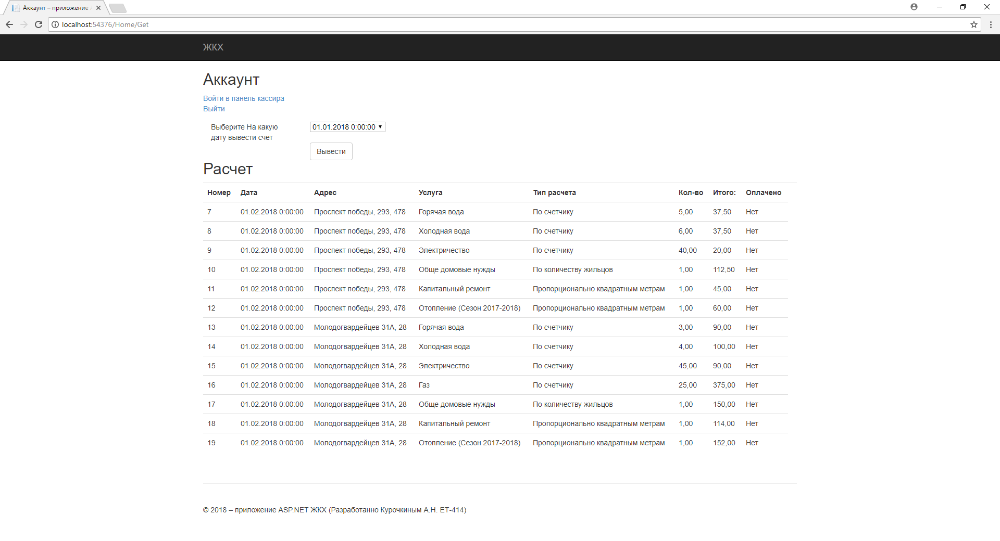 Аккаунт – приложение
localhost:54376/Home/Get
ЖКХ
Аккаунт
Войти в панель кассира
Выйти
Выберите На какую
дату вывести счет
01.01.2018 0:00:00
Вывести
Расчет
Номер Дата Адрес Услуга Тип расчета Кол-во Итого: Оплачено
7 01.02.2018 0:00:00 Проспект победы, 293, 478 Горячая вода По счетчику 5,00 37,50 Нет
8 01.02.2018 0:00:00 Проспект победы, 293, 478 Холодная вода По счетчику 6,00 37,50 Нет
9 01.02.2018 0:00:00 Проспект победы, 293, 478 Электричество По счетчику 40,00 20,00 Нет
10 01.02.2018 0:00:00 Проспект победы, 293, 478 Обще домовые нужды По количеству жильцов 1,00 112,50 Нет
11 01.02.2018 0:00:00 Проспект победы, 293, 478 Капитальный ремонт Пропорционально квадратным метрам 1,00 45,00 Нет
12 01.02.2018 0:00:00 Проспект победы, 293, 478 Отопление (Сезон 2017-2018) Пропорционально квадратным метрам 1,00 60,00 Нет
13 01.02.2018 0:00:00 Молодогвардейцев 31А, 28 Горячая вода По счетчику 3,00 90,00 Нет
14 01.02.2018 0:00:00 Молодогвардейцев 31А, 28 Холодная вода По счетчику 4,00 100,00 Нет
15 01.02.2018 0:00:00 Молодогвардейцев 31А, 28 Электричество По счетчику 45,00 90,00 Нет
16 01.02.2018 0:00:00 Молодогвардейцев 31А, 28 Газ По счетчику 25,00 375,00 Нет
17 01.02.2018 0:00:00 Молодогвардейцев 31А, 28 Обще домовые нужды По количеству жильцов 1,00 150,00 Нет
18 01.02.2018 0:00:00 Молодогвардейцев 31А, 28 Капитальный ремонт Пропорционально квадратным метрам 1,00 114,00 Нет
19 01.02.2018 0:00:00 Молодогвардейцев 31А, 28 Отопление (Сезон 2017-2018) Пропорционально квадратным метрам 1,00 152,00 Нет
© 2018 – приложение ASP.NET ЖКХ (Разработанно Курочкиным А.Н. ЕТ-414)